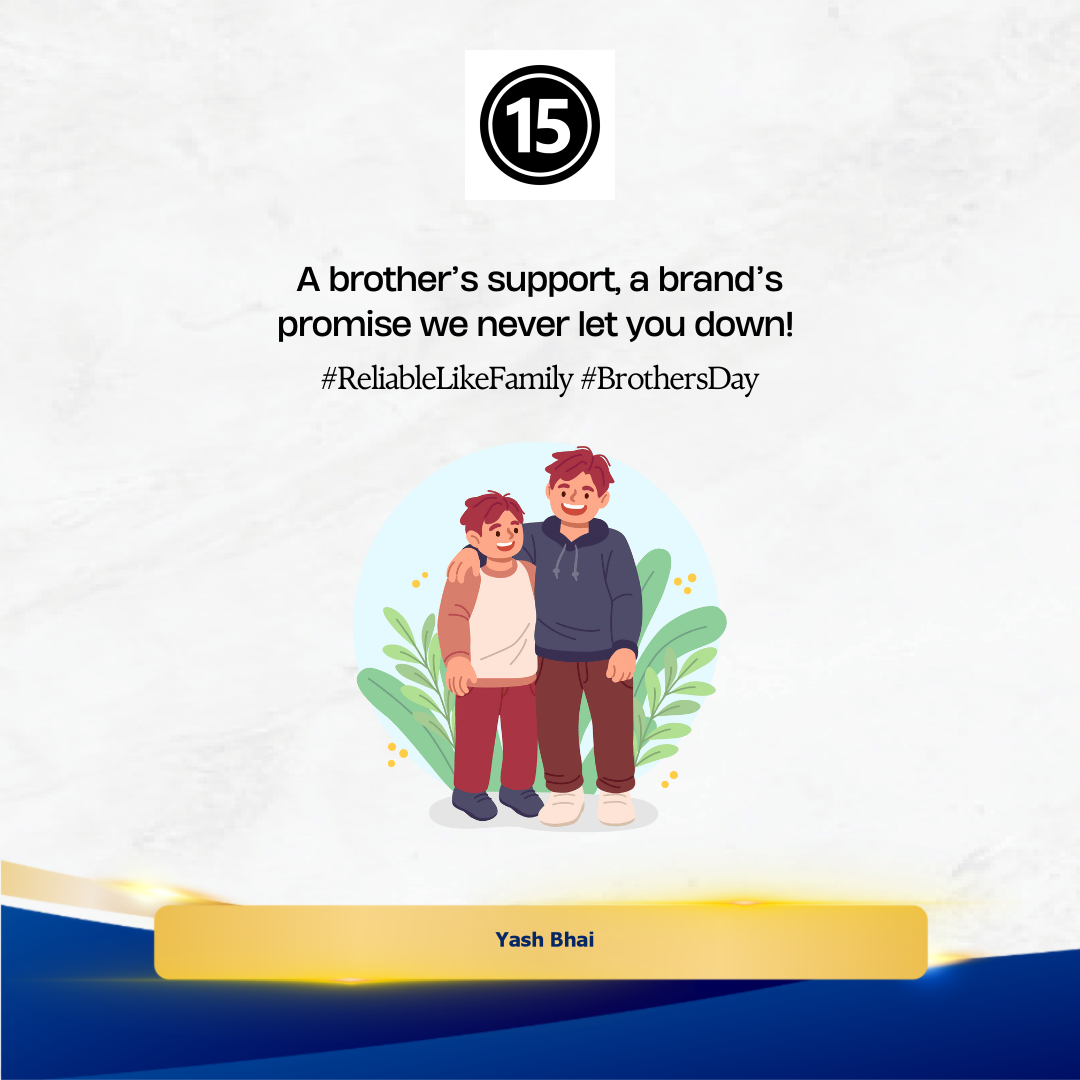 15
A brother’s support, a brand’s
promise we never let you down!
#ReliableLikeFamily #BrothersDay
Yash Bhai